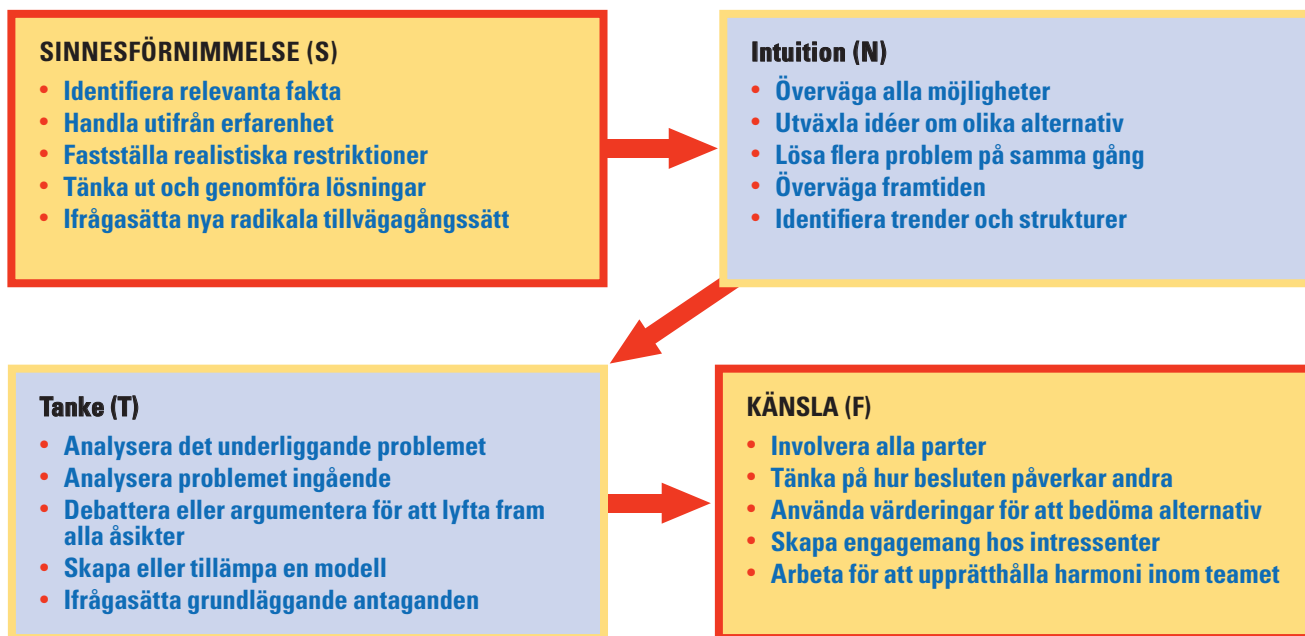 SINNESFÖRNIMMELSE (S)
• Identifiera relevanta fakta
• Handla utifrån erfarenhet
• Fastställa realistiska restriktioner
• Tänka ut och genomföra lösningar
• Ifrågasätta nya radikala tillvägagångssätt
Intuition (N)
• Överväga alla möjligheter
• Utväxla idéer om olika alternativ
• Lösa flera problem på samma gång
• Överväga framtiden
• Identifiera trender och strukturer
Tanke (T)
• Analysera det underliggande problemet
• Analysera problemet ingående
• Debattera eller argumentera för att lyfta fram
alla åsikter
• Skapa eller tillämpa en modell
• Ifrågasätta grundläggande antaganden
KÄNSLA (F)
• Involvera alla parter
• Tänka på hur besluten påverkar andra
• Använda värderingar för att bedöma alternativ
• Skapa engagemang hos intressenter
• Arbeta för att upprätthålla harmoni inom teamet